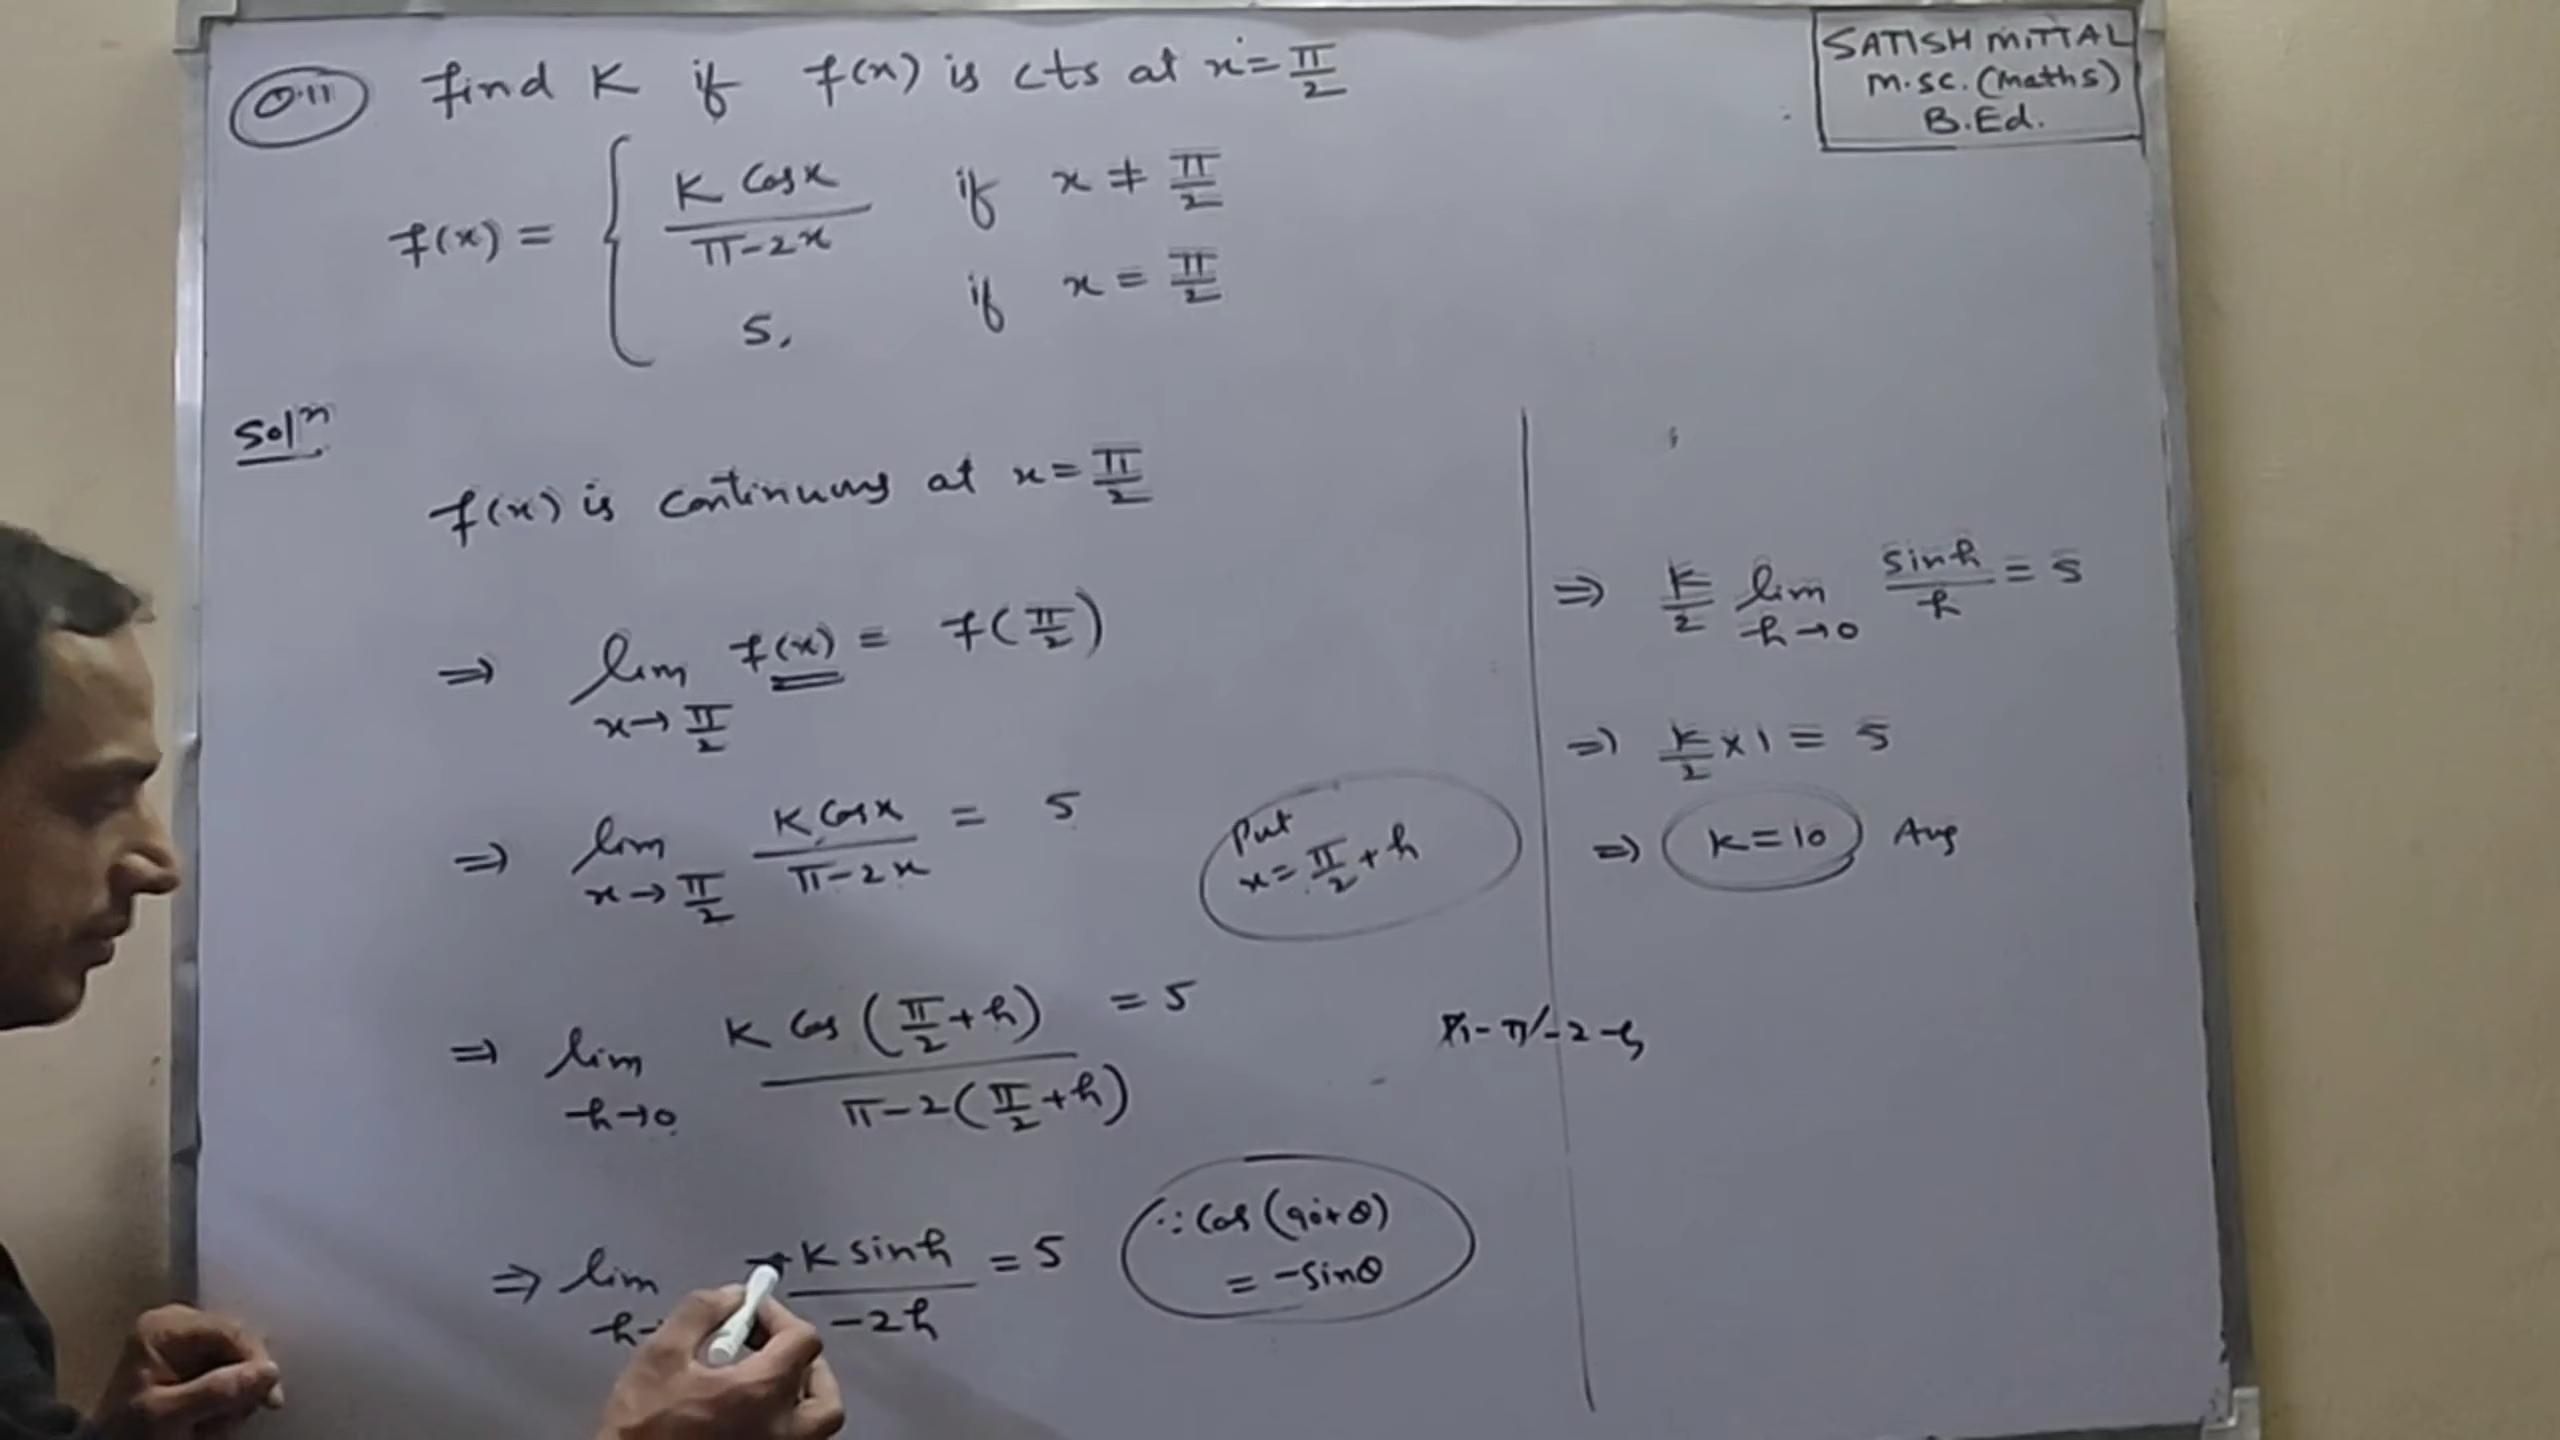 Q.11 find K if f(x) is cts at x = π/2
f(x) = { K Cosx / π-2x if x ≠ π/2
5, if x = π/2
SATISH MITTAL
M.SC. (Maths)
B.Ed.
Solⁿ
f(x) is continuous at x = π/2
⇒ lim x→π/2 f(x) = f(π/2)
⇒ lim x→π/2 K Cosx / π-2x = 5
Put
x = π/2 + h
⇒ lim h→0 K Cos(π/2 + h) / π-2(π/2 + h) = 5
⇒ lim -K sinh / -2h = 5
∵ Cos(90+θ)
= -sinθ
⇒ K/2 lim h→0 sinh / h = 5
⇒ K/2 × 1 = 5
⇒ K = 10 Ans
π - π - 2h